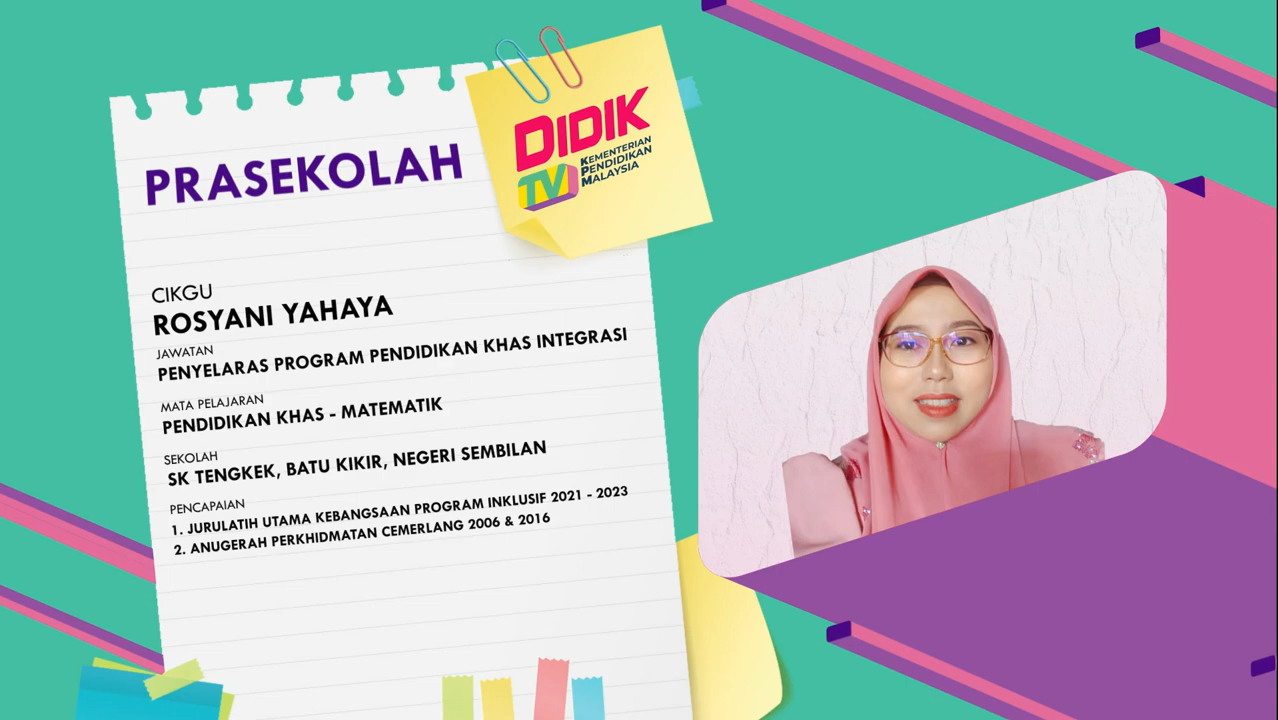 PRASEKOLAH
DIDIK
TV
KEMENTERIAN
PENDIDIKAN
MALAYSIA
CIKGU
ROSYANI YAHAYA
JAWATAN
PENYELARAS PROGRAM PENDIDIKAN KHAS INTEGRASI
MATA PELAJARAN
PENDIDIKAN KHAS - MATEMATIK
SEKOLAH
SK TENGKEK, BATU KIKIR, NEGERI SEMBILAN
PENCAPAIAN
1. JURULATIH UTAMA KEBANGSAAN PROGRAM INKLUSIF 2021 - 2023
2. ANUGERAH PERKHIDMATAN CEMERLANG 2006 & 2016